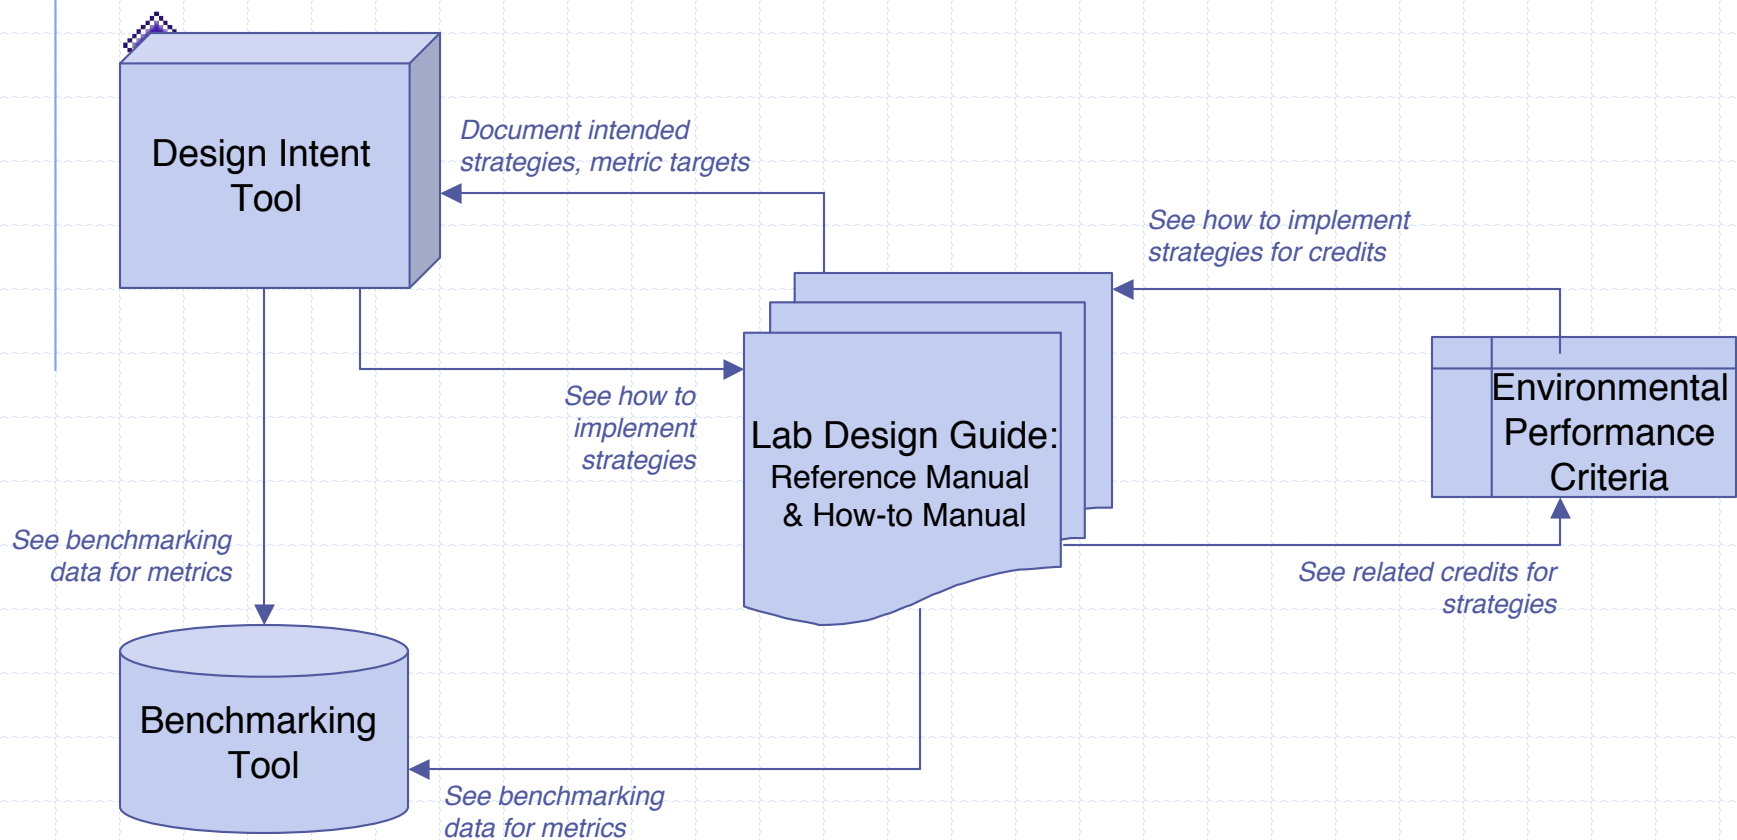 Design Intent
Tool
Document intended
strategies, metric targets
See how to implement
strategies for credits
See how to
implement
strategies
Lab Design Guide:
Reference Manual
& How-to Manual
Environmental
Performance
Criteria
See benchmarking
data for metrics
See related credits for
strategies
Benchmarking
Tool
See benchmarking
data for metrics